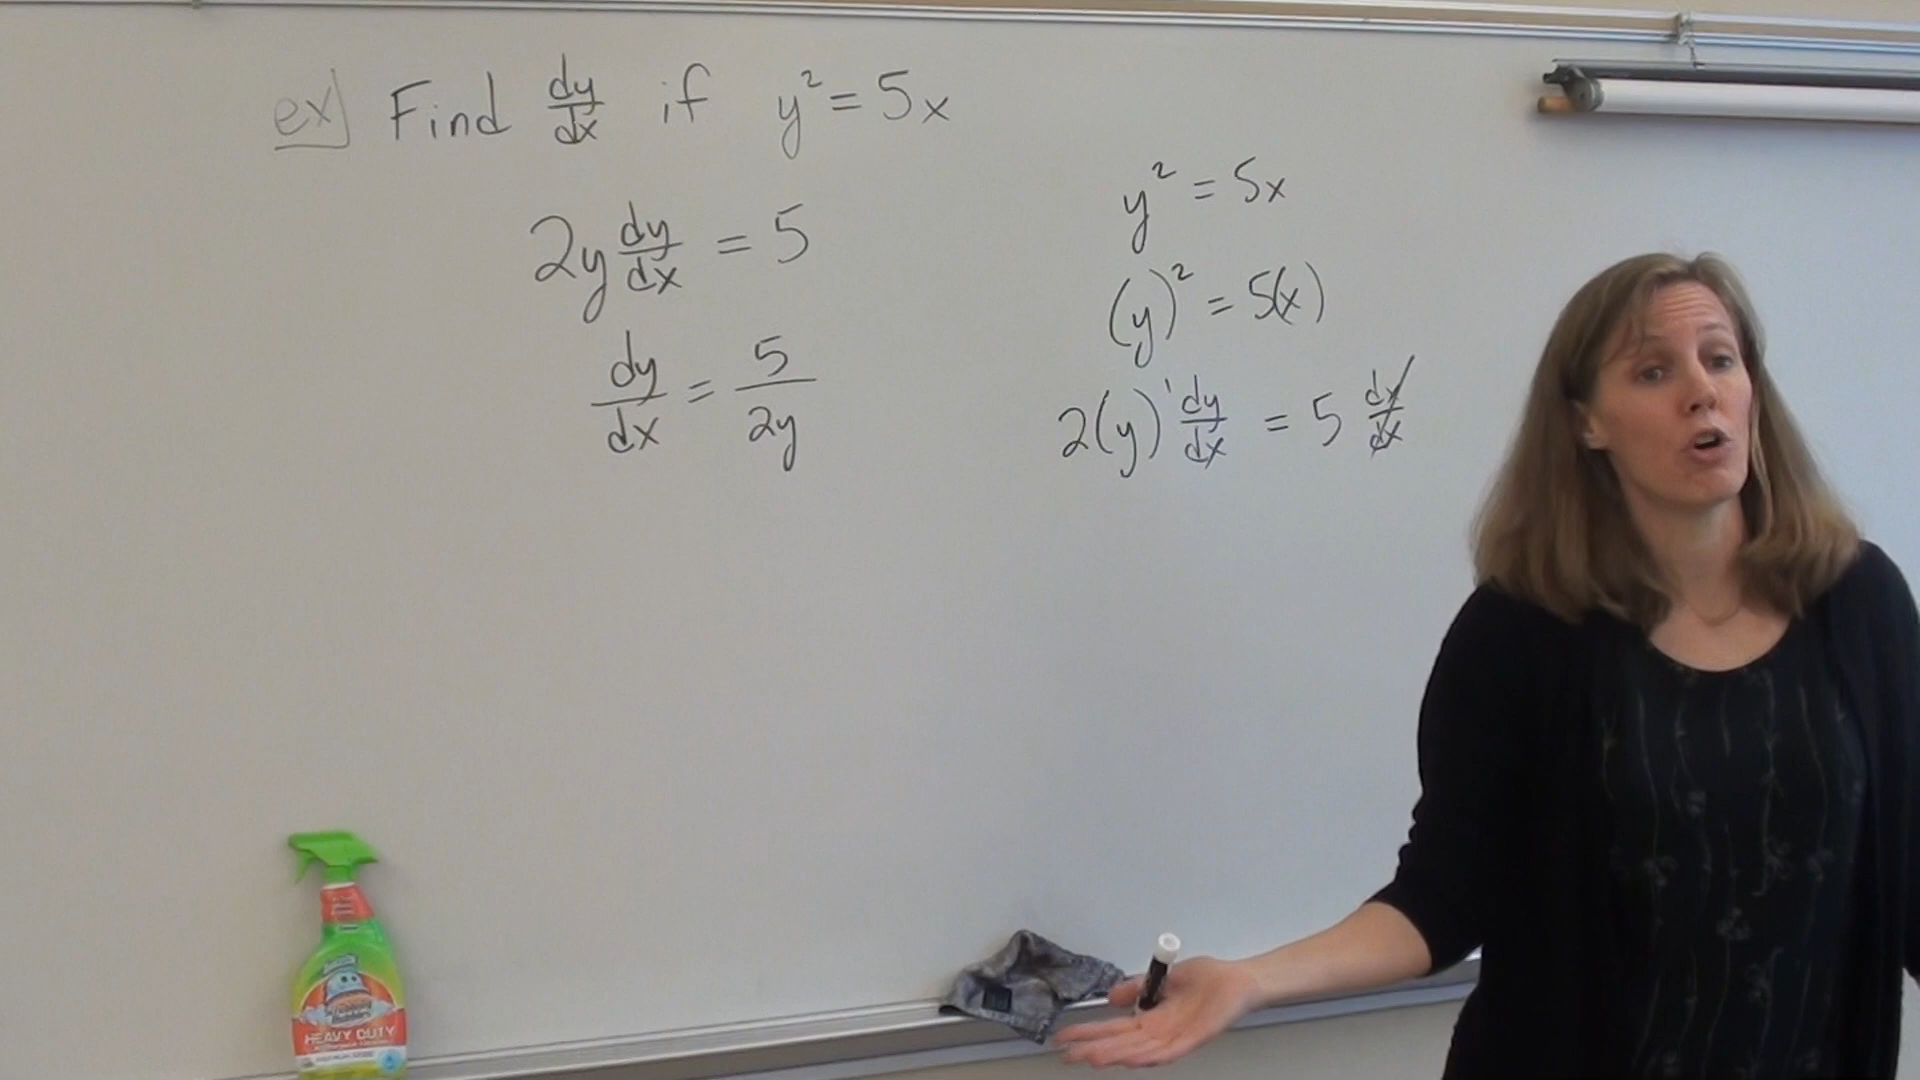 ex) Find dy/dx if y² = 5x
2y dy/dx = 5
dy/dx = 5/2y
y² = 5x
(y)² = 5(x)
2(y)¹ dy/dx = 5 dx/dx
HEAVY DUTY